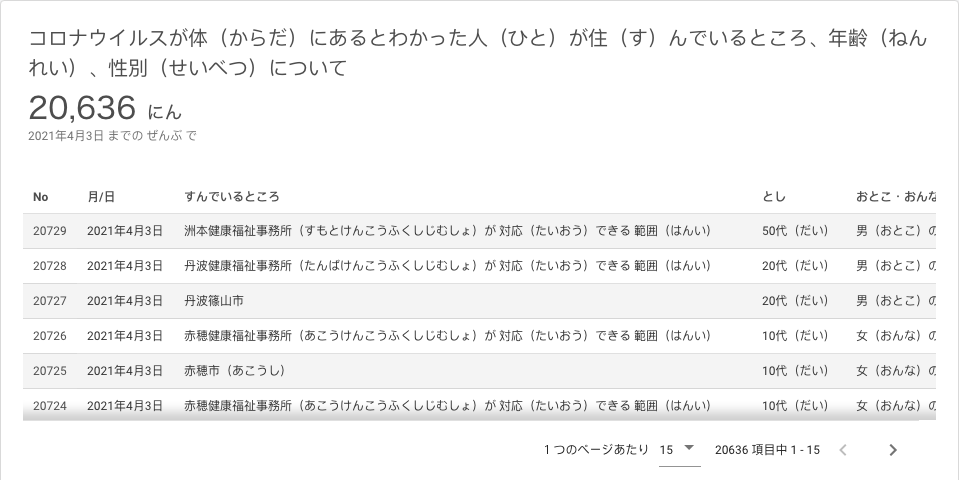 コロナウイルスが体（からだ）にあるとわかった人（ひと）が住（す）んでいるところ、年齢（ねん
れい）、性別（せいべつ）について
20,636 にん
2021年4月3日 までの ぜんぶ で
No 月/日 すんでいるところ とし おとこ・おんな
20729 2021年4月3日 洲本健康福祉事務所（すもとけんこうふくしじむしょ）が 対応（たいおう）できる 範囲（はんい） 50代（だい） 男（おとこ）の
20728 2021年4月3日 丹波健康福祉事務所（たんばけんこうふくしじむしょ）が 対応（たいおう）できる 範囲（はんい） 20代（だい） 男（おとこ）の
20727 2021年4月3日 丹波篠山市 20代（だい） 男（おとこ）の
20726 2021年4月3日 赤穂健康福祉事務所（あこうけんこうふくしじむしょ）が 対応（たいおう）できる 範囲（はんい） 10代（だい） 女（おんな）の
20725 2021年4月3日 赤穂市（あこうし） 10代（だい） 女（おんな）の
20724 2021年4月3日 赤穂健康福祉事務所（あこうけんこうふくしじむしょ）が 対応（たいおう）できる 範囲（はんい） 10代（だい） 女（おんな）の
1 つのページあたり 15 20636 項目中 1 - 15